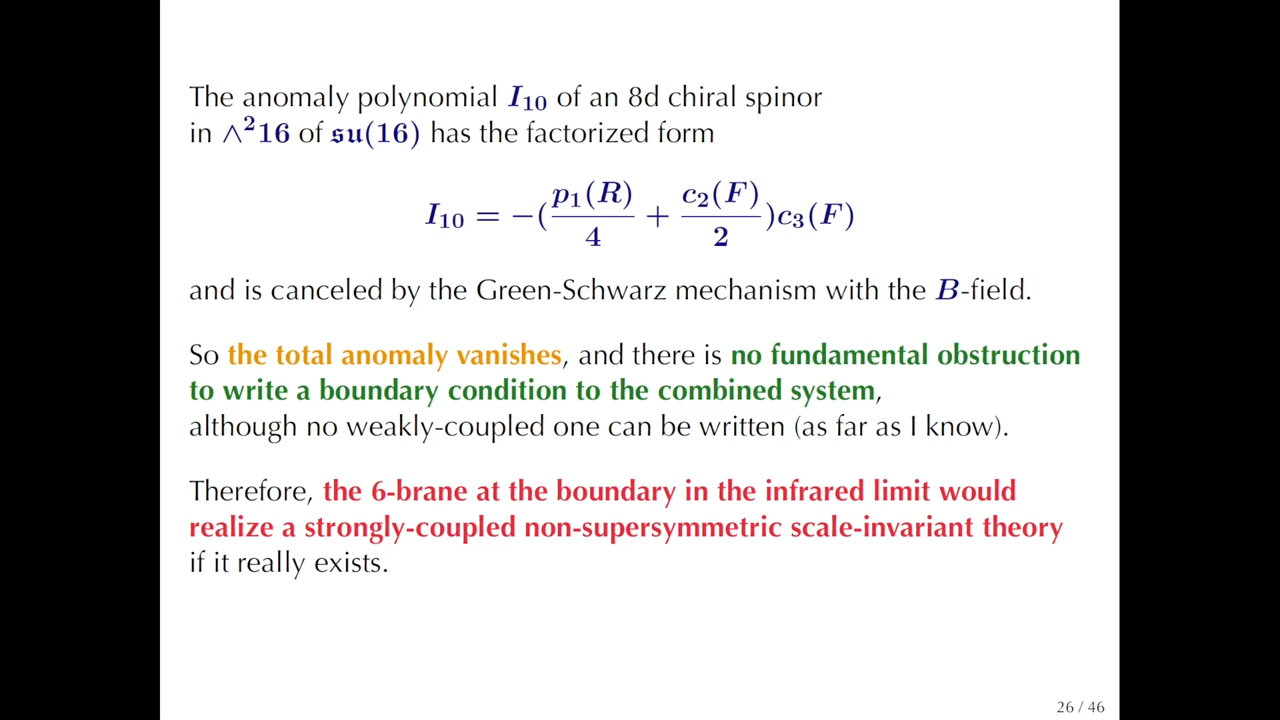 The anomaly polynomial I₁₀ of an 8d chiral spinor
in ∧²16 of 𝔰𝔲(16) has the factorized form
I₁₀ = −(p₁(R)/4 + c₂(F)/2)c₃(F)
and is canceled by the Green-Schwarz mechanism with the B-field.
So the total anomaly vanishes, and there is no fundamental obstruction
to write a boundary condition to the combined system,
although no weakly-coupled one can be written (as far as I know).
Therefore, the 6-brane at the boundary in the infrared limit would
realize a strongly-coupled non-supersymmetric scale-invariant theory
if it really exists.
26 / 46